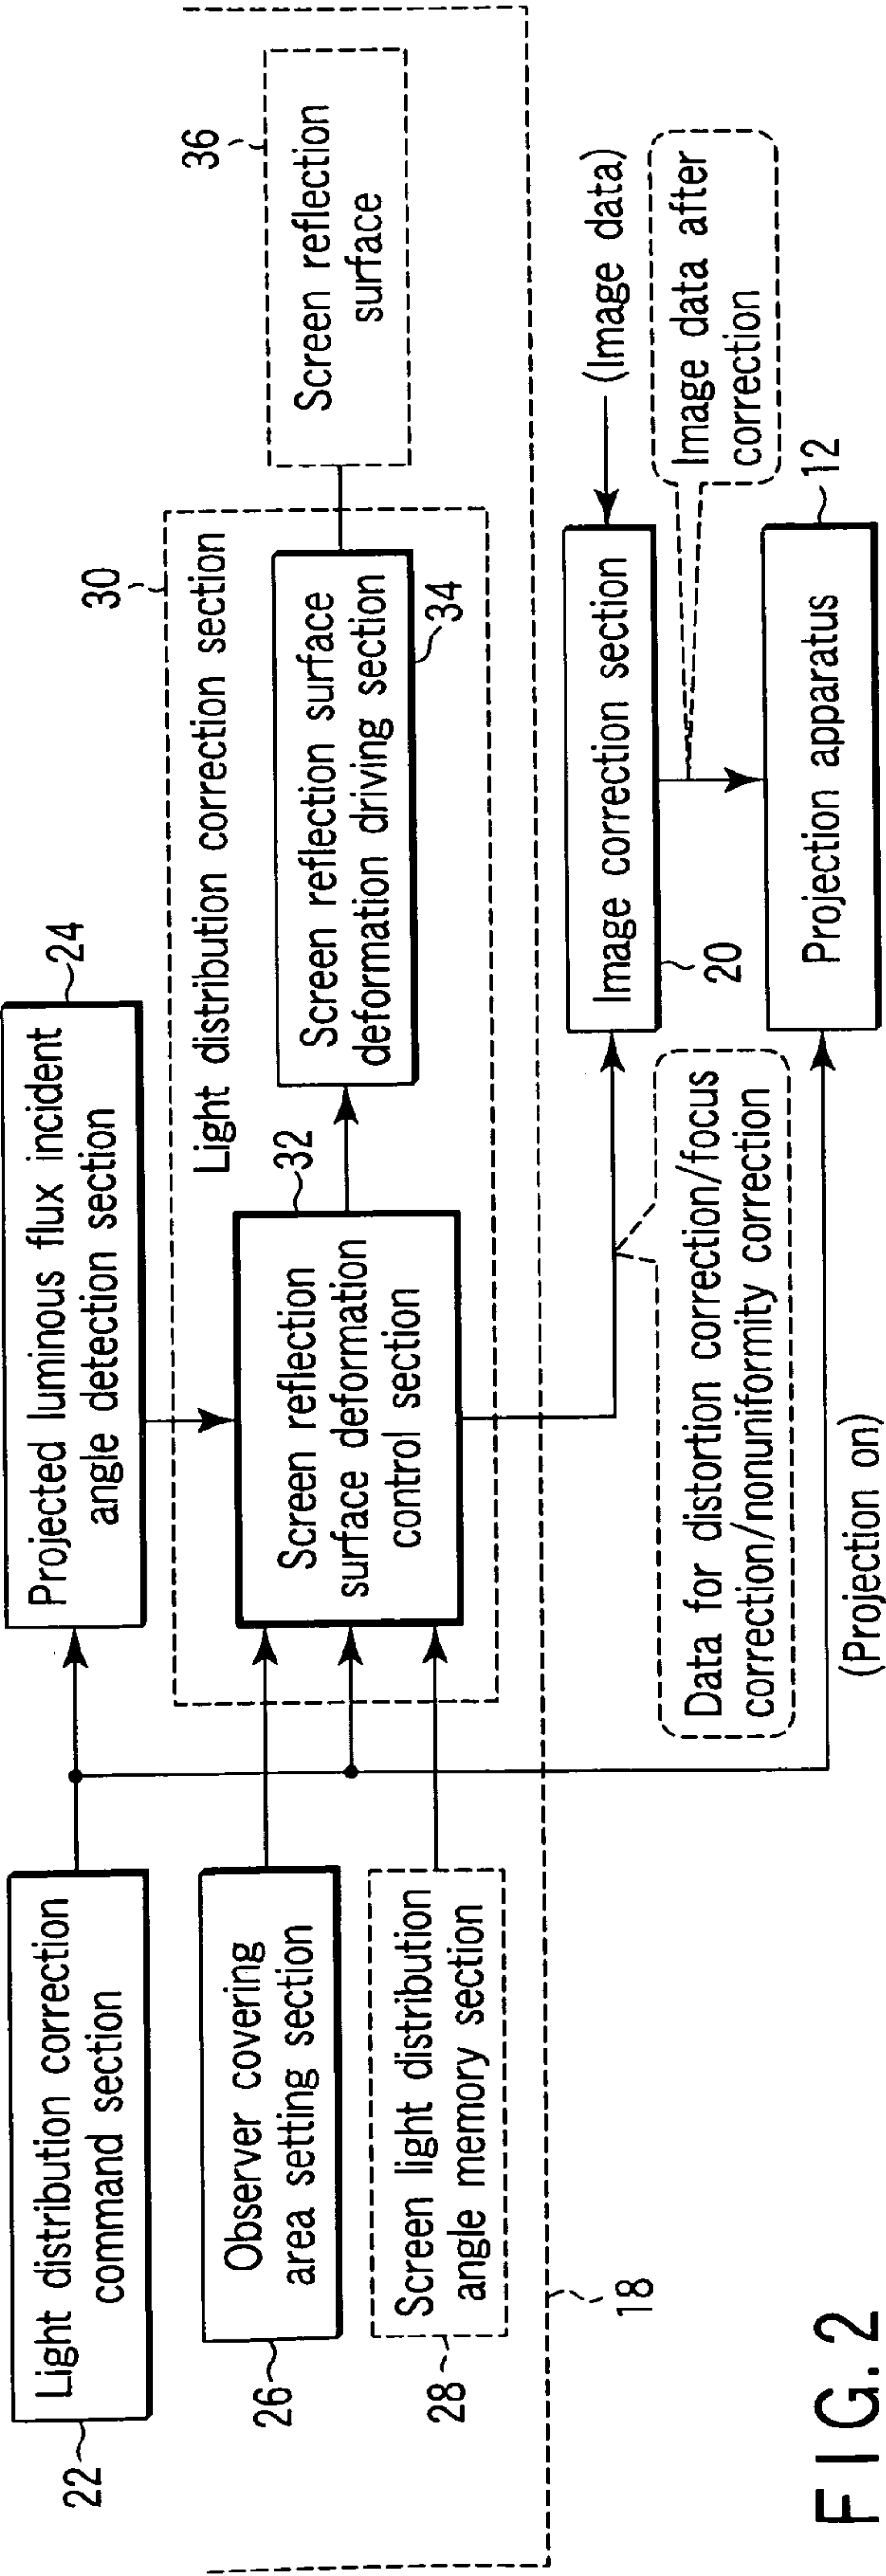 22
Light distribution correction
command section
24
Projected luminous flux incident
angle detection section
26
Observer covering
area setting section
28
Screen light distribution
angle memory section
30
Light distribution correction section
32
Screen reflection
surface deformation
control section
Screen reflection surface
deformation driving section
34
36
Screen reflection
surface
18
Data for distortion correction/focus
correction/nonuniformity correction
Image correction section
20
(Image data)
Image data after
correction
(Projection on)
Projection apparatus
12
FIG. 2